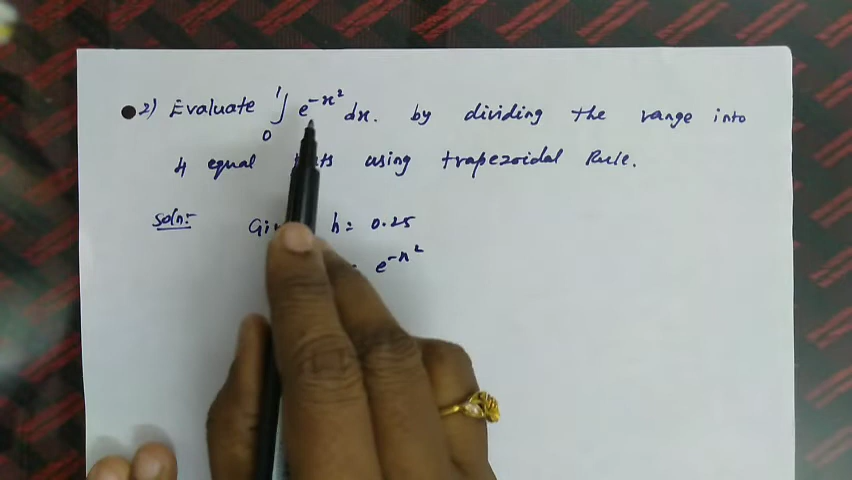 2) Evaluate ∫₀¹ e^{-x²} dx. by dividing the range into
4 equal using trapezoidal Rule.
Soln:- h = 0.25
= e^{-x²}